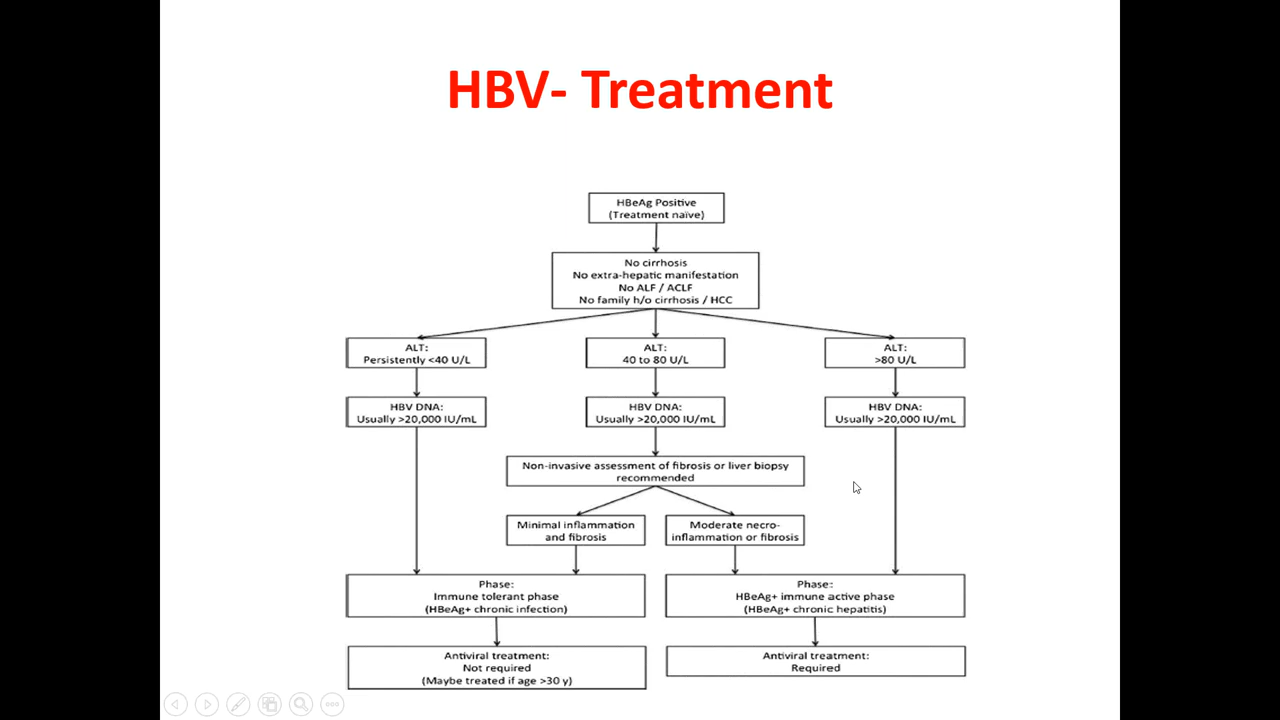 HBV- Treatment
HBeAg Positive
(Treatment naïve)
No cirrhosis
No extra-hepatic manifestation
No ALF / ACLF
No family h/o cirrhosis / HCC
ALT:
Persistently <40 U/L
ALT:
40 to 80 U/L
ALT:
>80 U/L
HBV DNA:
Usually >20,000 IU/mL
HBV DNA:
Usually >20,000 IU/mL
HBV DNA:
Usually >20,000 IU/mL
Non-invasive assessment of fibrosis or liver biopsy
recommended
Minimal inflammation
and fibrosis
Moderate necro-
inflammation or fibrosis
Phase:
Immune tolerant phase
(HBeAg+ chronic infection)
Phase:
HBeAg+ immune active phase
(HBeAg+ chronic hepatitis)
Antiviral treatment:
Not required
(Maybe treated if age >30 y)
Antiviral treatment:
Required